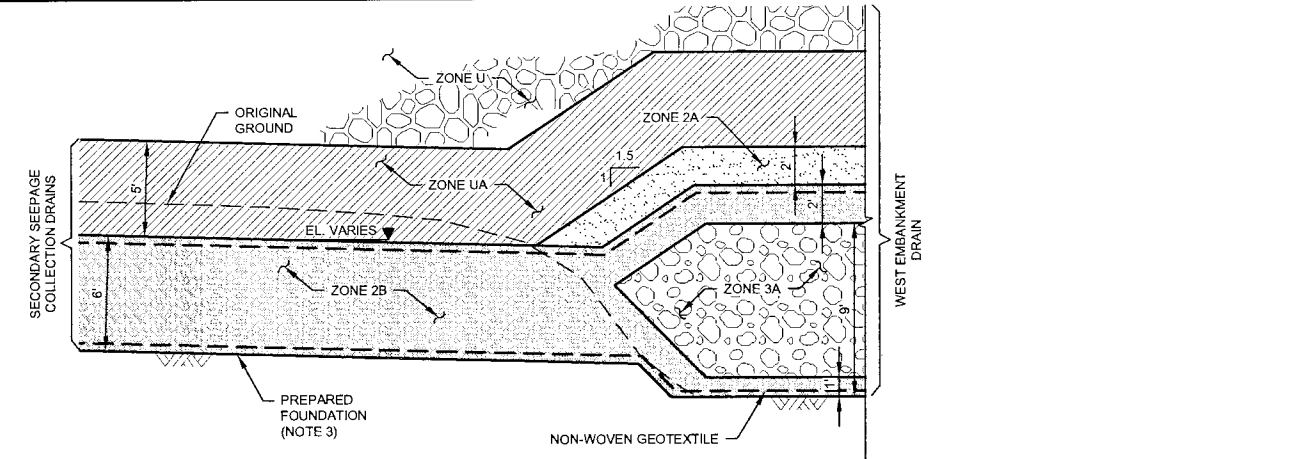 ZONE U
ORIGINAL
GROUND
ZONE 2A
1.5
1
2'
5'
ZONE UA
2'
SECONDARY SEEPAGE
COLLECTION DRAINS
EL. VARIES
WEST EMBANKMENT
DRAIN
6'
ZONE 2B
ZONE 3A
9'
1'
PREPARED
FOUNDATION
(NOTE 3)
NON-WOVEN GEOTEXTILE